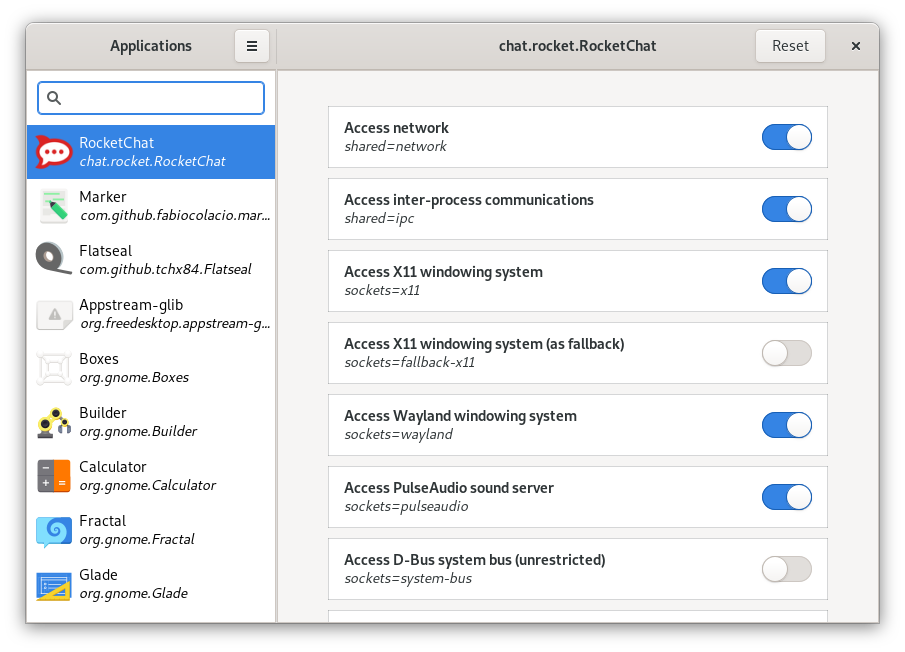 Applications
chat.rocket.RocketChat
Reset
RocketChat
chat.rocket.RocketChat
Marker
com.github.fabiocolacio.mar...
Flatseal
com.github.tchx84.Flatseal
Appstream-glib
org.freedesktop.appstream-g...
Boxes
org.gnome.Boxes
Builder
org.gnome.Builder
Calculator
org.gnome.Calculator
Fractal
org.gnome.Fractal
Glade
org.gnome.Glade
Access network
shared=network
Access inter-process communications
shared=ipc
Access X11 windowing system
sockets=x11
Access X11 windowing system (as fallback)
sockets=fallback-x11
Access Wayland windowing system
sockets=wayland
Access PulseAudio sound server
sockets=pulseaudio
Access D-Bus system bus (unrestricted)
sockets=system-bus